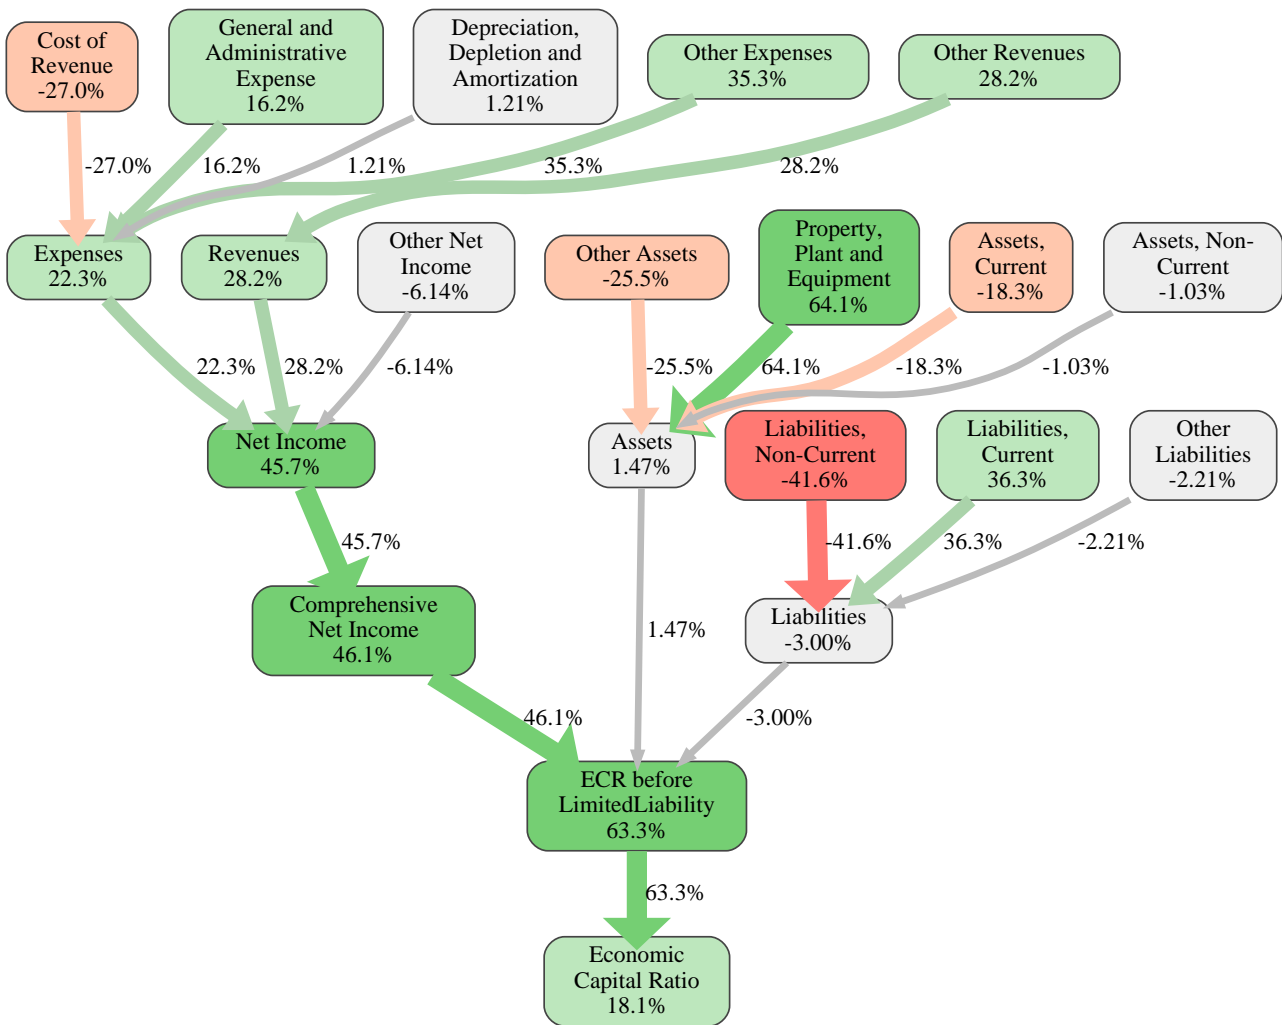 Cost of
Revenue
-27.0%
General and
Administrative
Expense
16.2%
Depreciation,
Depletion and
Amortization
1.21%
Other Expenses
35.3%
Other Revenues
28.2%
-27.0%
16.2%
1.21%
35.3%
28.2%
Expenses
22.3%
Revenues
28.2%
Other Net
Income
-6.14%
Other Assets
-25.5%
Property,
Plant and
Equipment
64.1%
Assets,
Current
-18.3%
Assets, Non-
Current
-1.03%
22.3%
28.2%
-6.14%
-25.5%
64.1%
-18.3%
-1.03%
Net Income
45.7%
Assets
1.47%
Liabilities,
Non-Current
-41.6%
Liabilities,
Current
36.3%
Other
Liabilities
-2.21%
45.7%
-41.6%
36.3%
-2.21%
Comprehensive
Net Income
46.1%
1.47%
Liabilities
-3.00%
46.1%
-3.00%
ECR before
LimitedLiability
63.3%
63.3%
Economic
Capital Ratio
18.1%